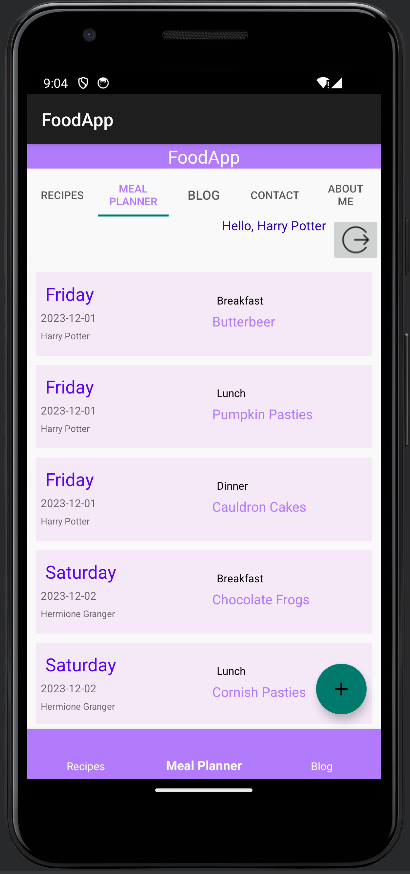 9:04
FoodApp
FoodApp
RECIPES
MEAL
PLANNER
BLOG
CONTACT
ABOUT
ME
Hello, Harry Potter
Friday
Breakfast
2023-12-01
Butterbeer
Harry Potter
Friday
Lunch
2023-12-01
Pumpkin Pasties
Harry Potter
Friday
Dinner
2023-12-01
Cauldron Cakes
Harry Potter
Saturday
Breakfast
2023-12-02
Chocolate Frogs
Hermione Granger
Saturday
Lunch
2023-12-02
Cornish Pasties
Hermione Granger
+
Recipes
Meal Planner
Blog